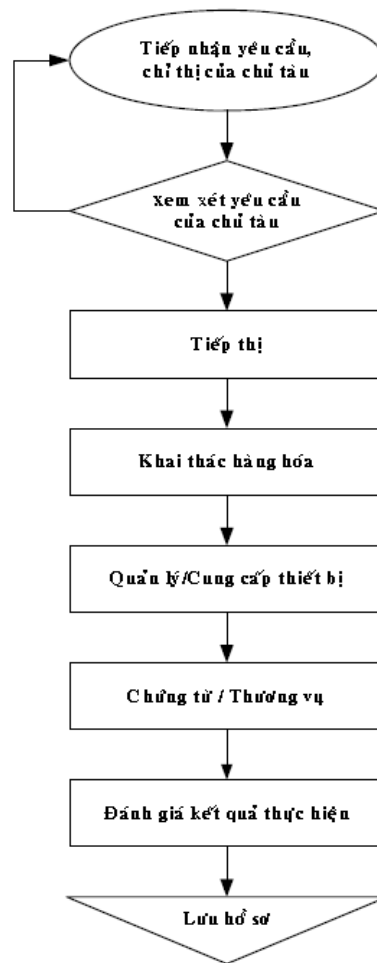 Tiếp nhận yêu cầu,
chỉ thị của chủ tàu
Xem xét yêu cầu
của chủ tàu
Tiếp thị
Khai thác hàng hóa
Quản lý/Cung cấp thiết bị
Chứng từ / Thương vụ
Đánh giá kết quả thực hiện
Lưu hồ sơ